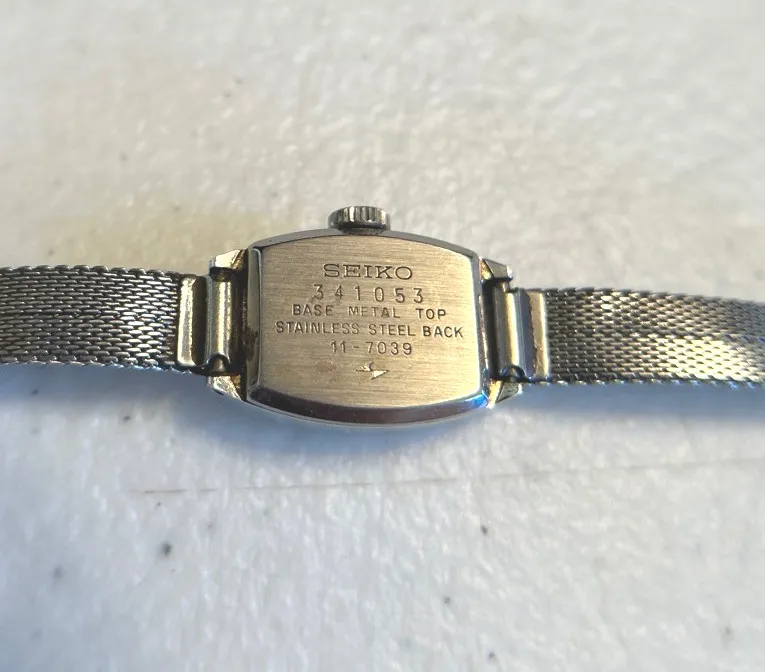 SEIKO
341053
BASE METAL TOP
STAINLESS STEEL BACK
11-7039